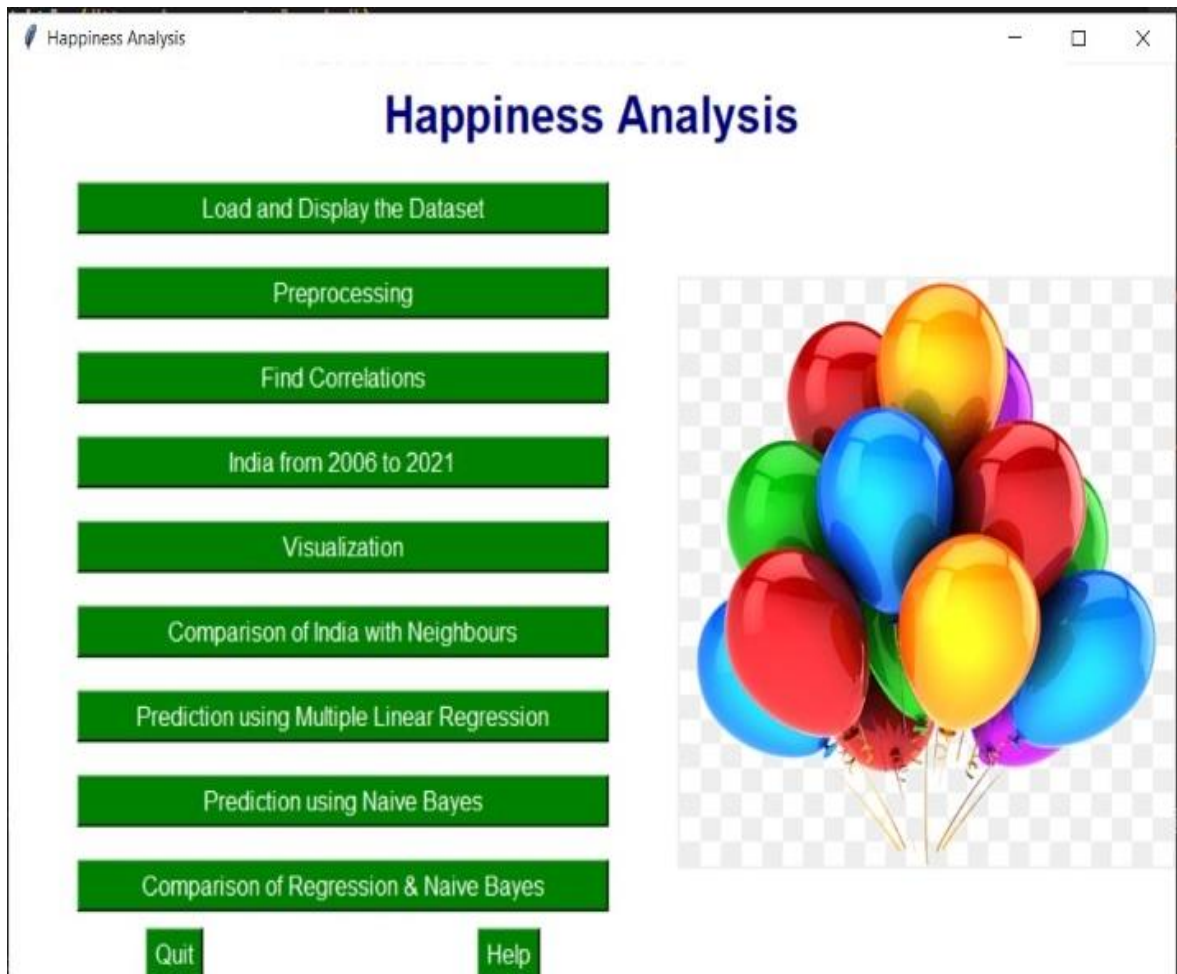 Happiness Analysis
Happiness Analysis
Load and Display the Dataset
Preprocessing
Find Correlations
India from 2006 to 2021
Visualization
Comparison of India with Neighbours
Prediction using Multiple Linear Regression
Prediction using Naive Bayes
Comparison of Regression & Naive Bayes
Quit Help